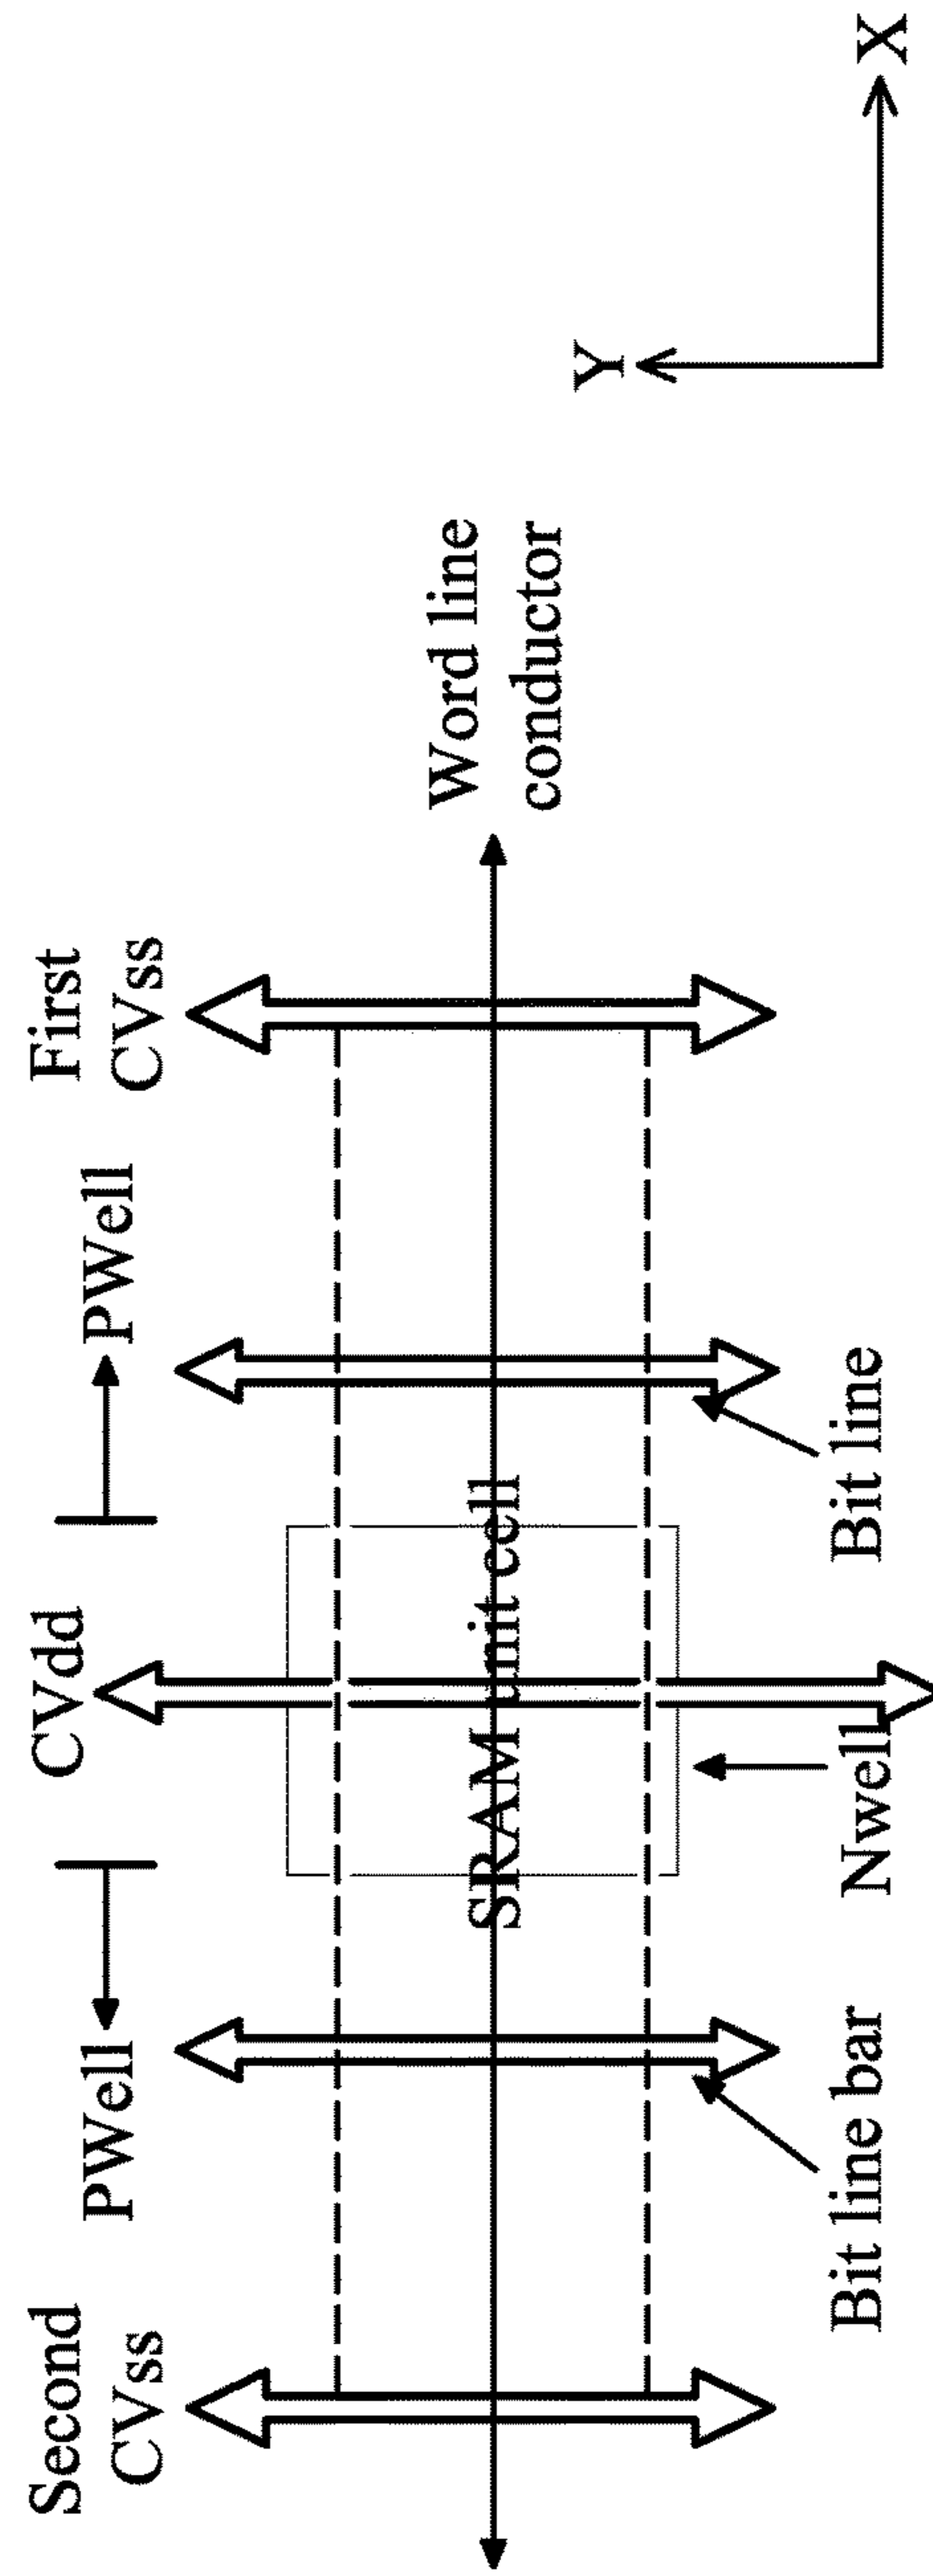 Second
CVss
PWell
CVdd
PWell
First
CVss
SRAM unit cell
Word line
conductor
Bit line bar
Nwell
Bit line
Y
X